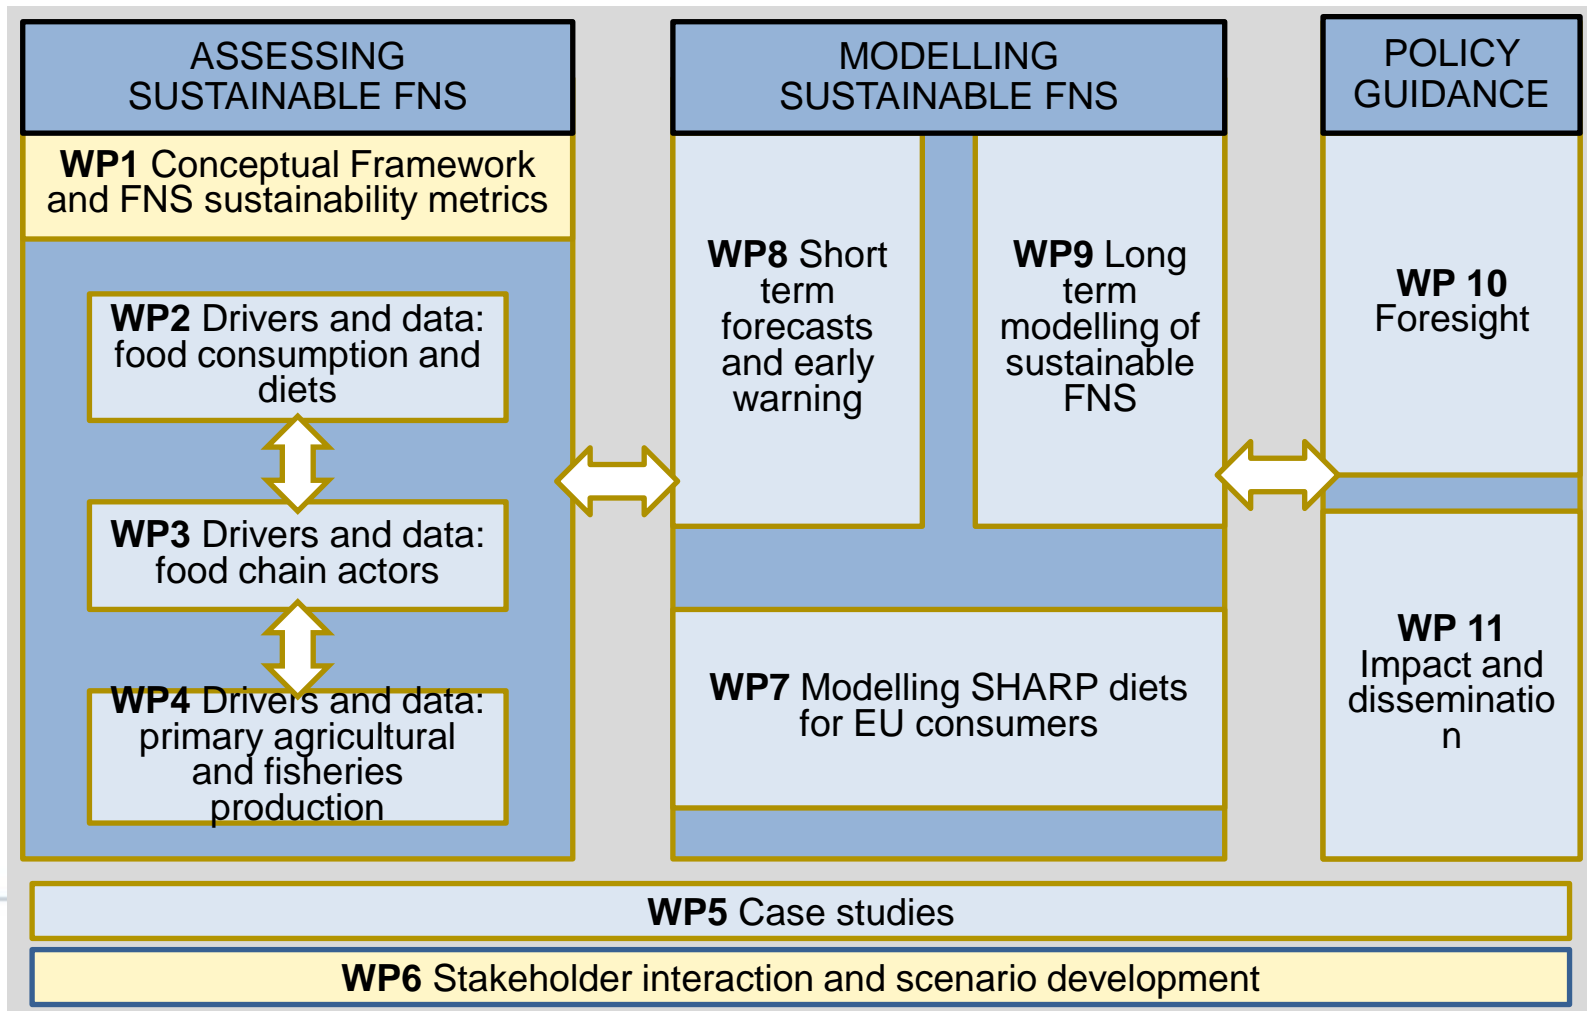 ASSESSING
SUSTAINABLE FNS
WP1 Conceptual Framework
and FNS sustainability metrics
WP2 Drivers and data:
food consumption and
diets
WP3 Drivers and data:
food chain actors
WP4 Drivers and data:
primary agricultural
and fisheries
production
MODELLING
SUSTAINABLE FNS
WP8 Short
term
forecasts
and early
warning
WP9 Long
term
modelling of
sustainable
FNS
WP7 Modelling SHARP diets
for EU consumers
POLICY
GUIDANCE
WP 10
Foresight
WP 11
Impact and
disseminatio
n
WP5 Case studies
WP6 Stakeholder interaction and scenario development